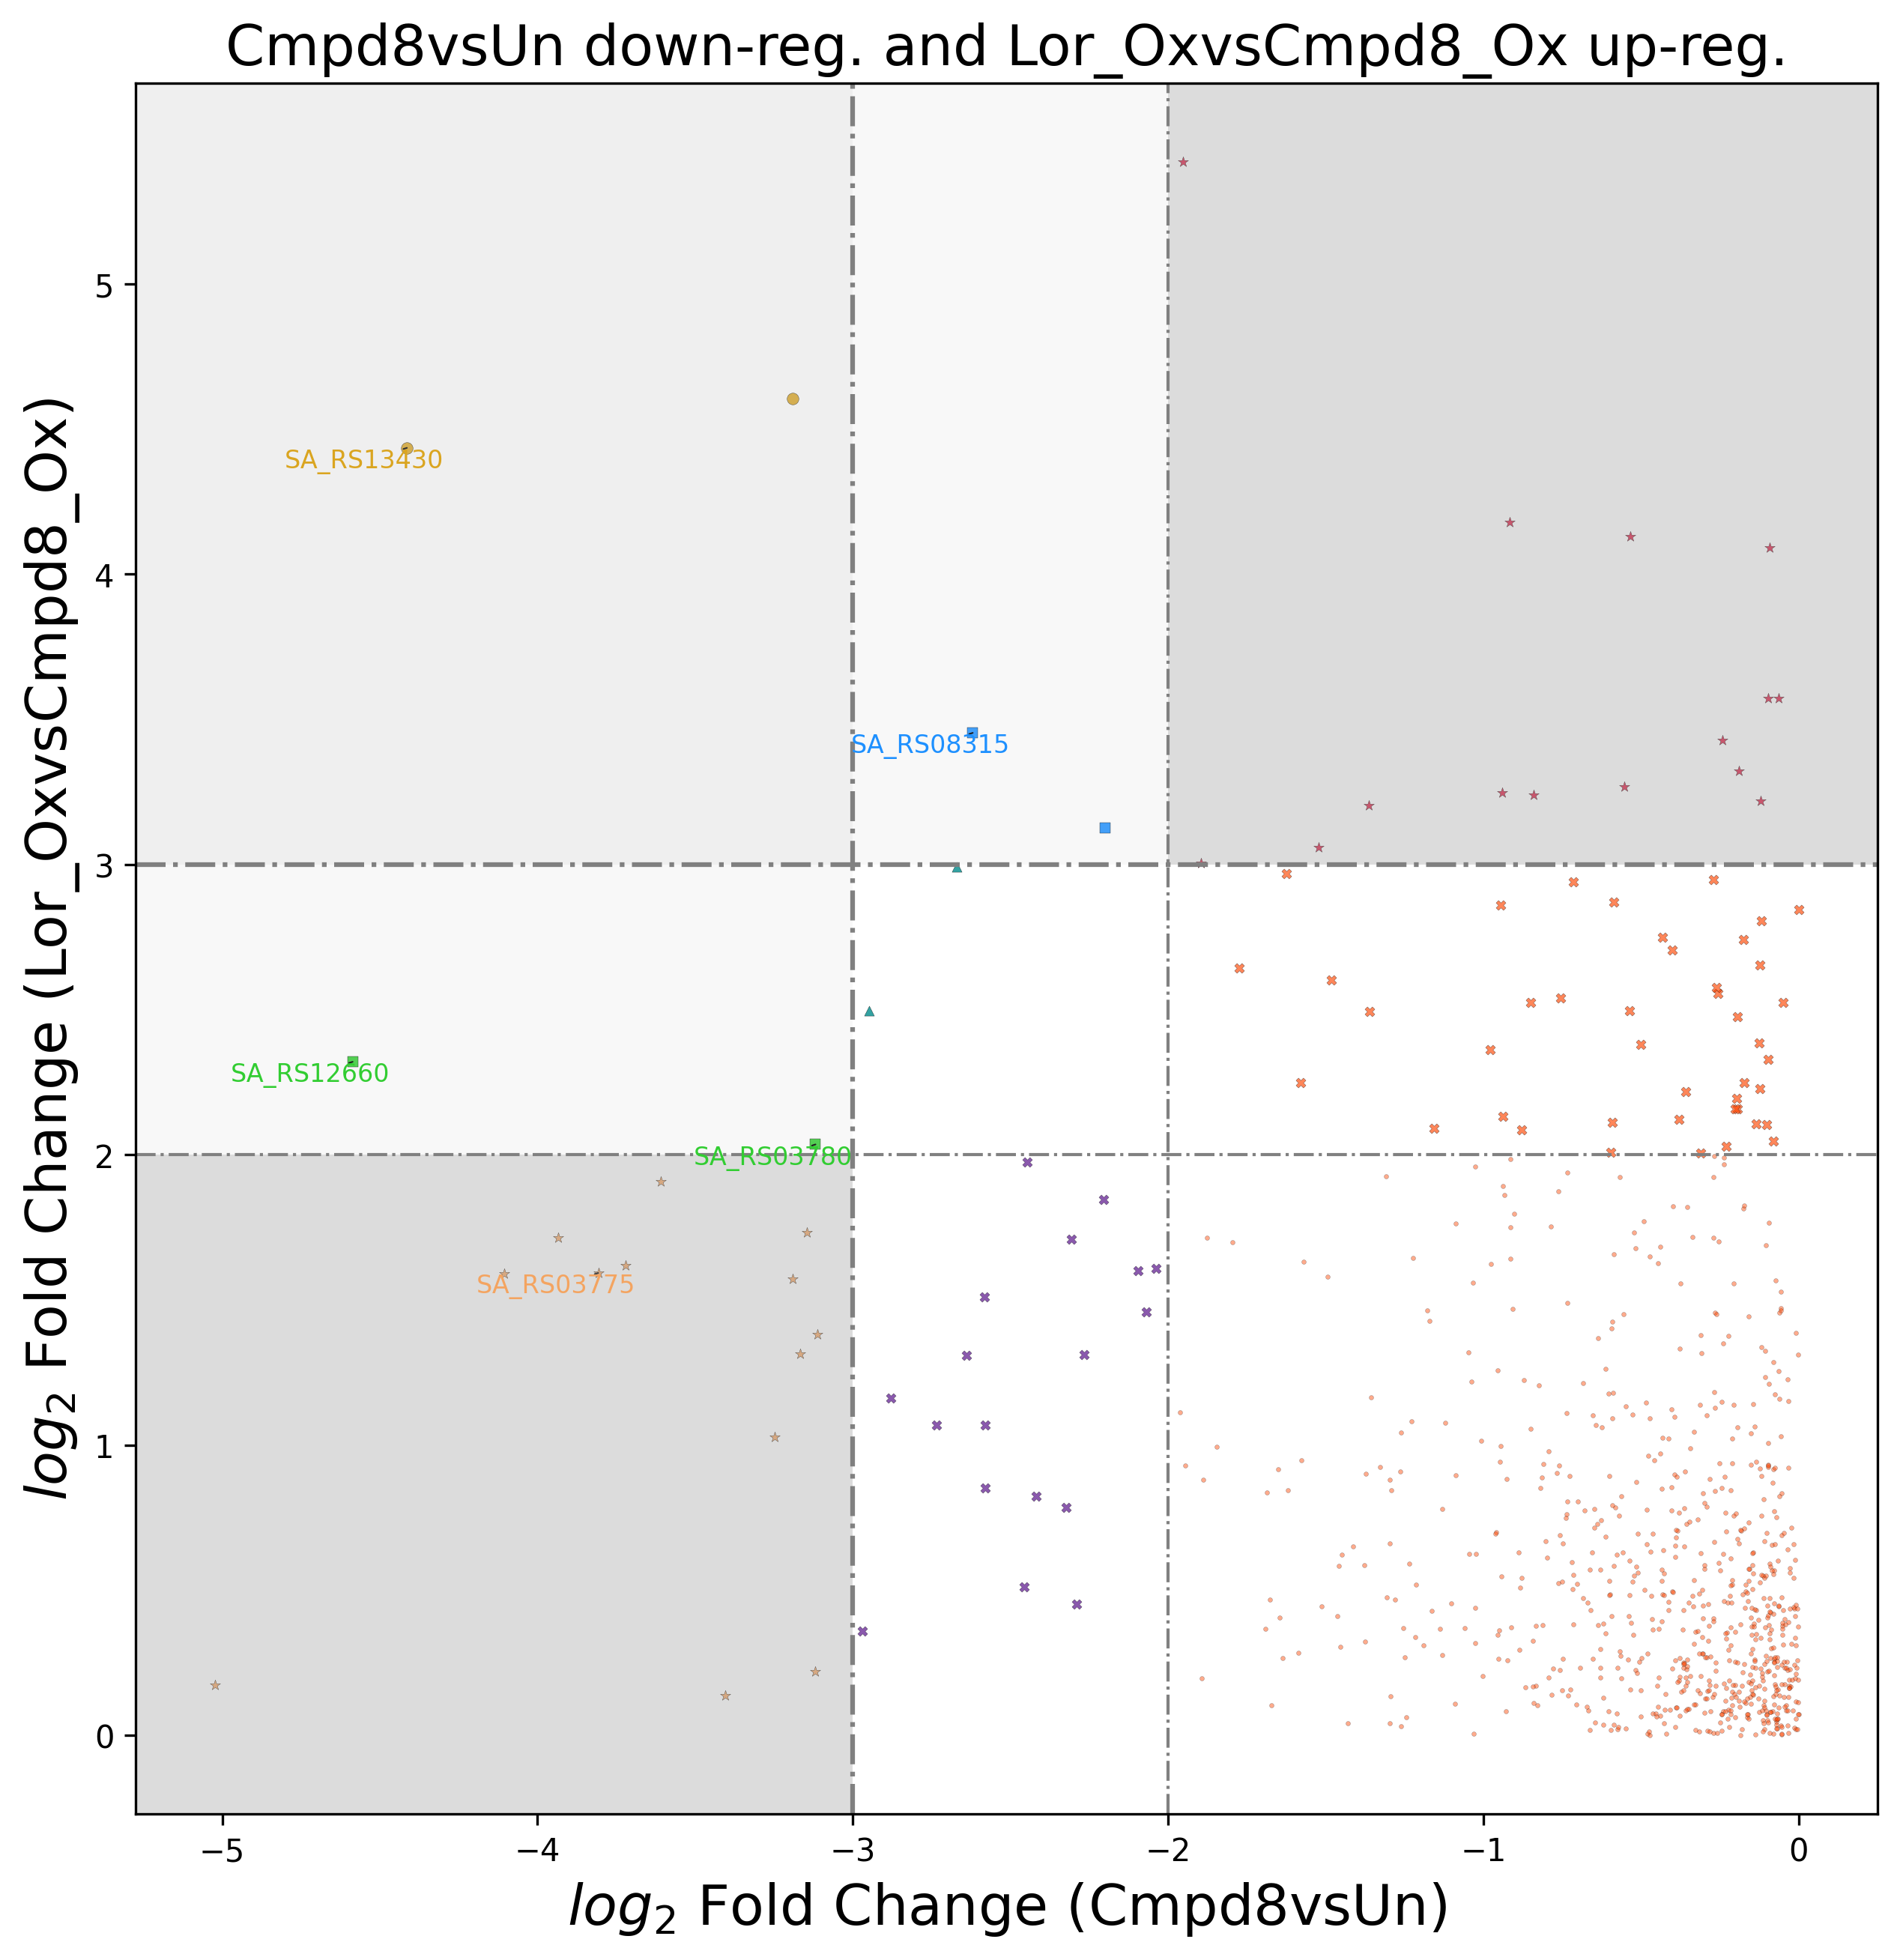 Cmpd8vsUn down-reg. and Lor_OxvsCmpd8_Ox up-reg.
log2 Fold Change (Lor_OxvsCmpd8_Ox)
5
4
3
2
1
0
SA_RS13430
SA_RS08315
SA_RS12660
SA_RS03780
SA_RS03775
−5
−4
−3
−2
−1
0
log2 Fold Change (Cmpd8vsUn)